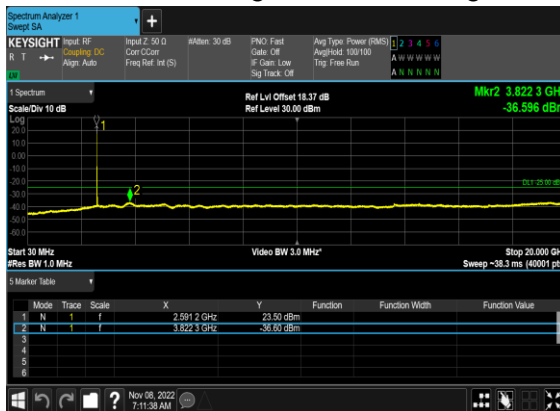 Spectrum Analyzer 1
Swept SA
KEYSIGHT Input: RF Input Z: 50 Ω #Atten: 30 dB PNO: Fast Avg Type: Power (RMS) 1 2 3 4 5 6
R T Coupling: DC Corr CCorr Gate: Off Avg|Hold: 100/100 A W W W W W
Align: Auto Freq Ref: Int (S) IF Gain: Low Trig: Free Run
Sig Track: Off A N N N N N
1 Spectrum Ref Lvl Offset 18.37 dB Mkr2 3.822 3 GH
Scale/Div 10 dB Ref Level 30.00 dBm -36.596 dBr
Log
20.0
10.0
0.00
-10.0
-20.0
-30.0
-40.0
-50.0
-60.0
1
2
DL1 -25.00 dB
Start 30 MHz Video BW 3.0 MHz* Stop 20.000 GH
#Res BW 1.0 MHz Sweep ~38.3 ms (40001 pt
5 Marker Table
Mode Trace Scale X Y Function Function Width Function Value
1 N 1 f 2.591 2 GHz 23.50 dBm
2 N 1 f 3.822 3 GHz -36.60 dBm
3
4
5
6
? Nov 08, 2022
7:11:38 AM